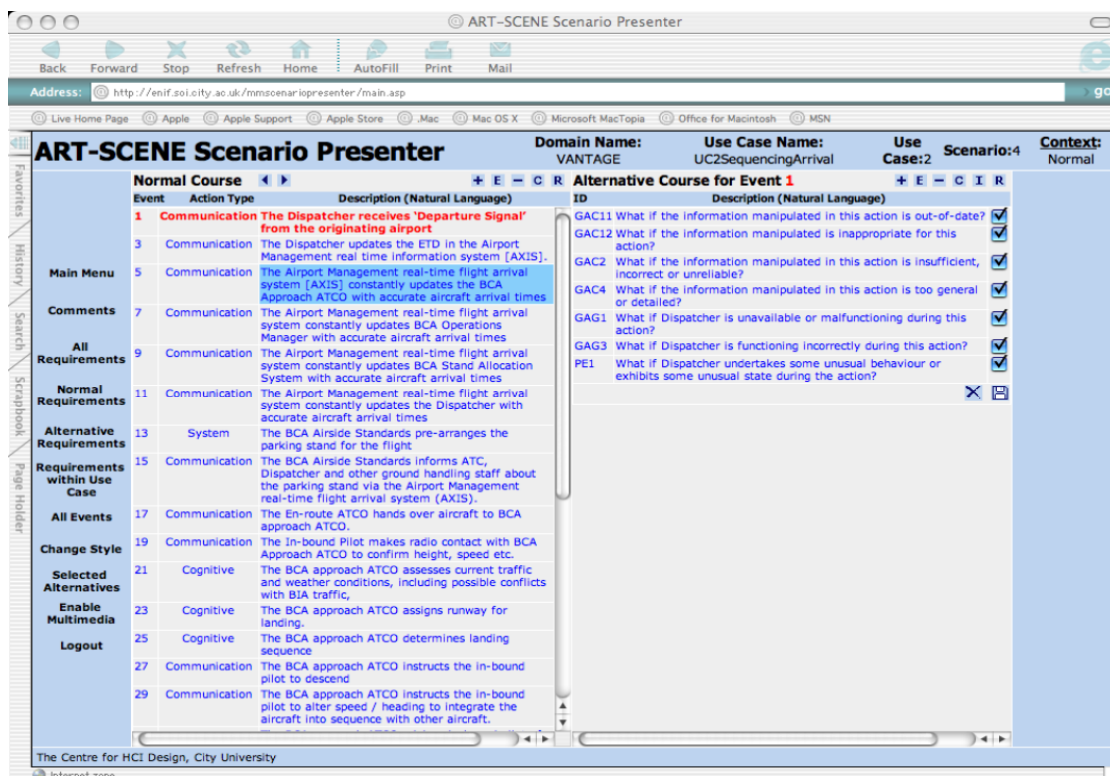 ART-SCENE Scenario Presenter
Back Forward Stop Refresh Home AutoFill Print Mail
Address: http://enif.soi.city.ac.uk/mmscenariopresenter/main.asp go
Live Home Page Apple Apple Support Apple Store .Mac Mac OS X Microsoft MacTopia Office for Macintosh MSN
Favorites
History
Search
Scrapbook
Page Holder
ART-SCENE Scenario Presenter
Domain Name:
VANTAGE
Use Case Name:
UC2SequencingArrival
Use
Case:2
Scenario:4
Context:
Normal
Main Menu
Comments
All
Requirements
Normal
Requirements
Alternative
Requirements
Requirements
within Use
Case
All Events
Change Style
Selected
Alternatives
Enable
Multimedia
Logout
Normal Course + E − C R
Event Action Type Description (Natural Language)
1 Communication The Dispatcher receives ‘Departure Signal’
from the originating airport
3 Communication The Dispatcher updates the ETD in the Airport
Management real time information system [AXIS].
5 Communication The Airport Management real-time flight arrival
system [AXIS] constantly updates the BCA
Approach ATCO with accurate aircraft arrival times
7 Communication The Airport Management real-time flight arrival
system constantly updates BCA Operations
Manager with accurate aircraft arrival times
9 Communication The Airport Management real-time flight arrival
system constantly updates BCA Stand Allocation
System with accurate aircraft arrival times
11 Communication The Airport Management real-time flight arrival
system constantly updates the Dispatcher with
accurate aircraft arrival times
13 System The BCA Airside Standards pre-arranges the
parking stand for the flight
15 Communication The BCA Airside Standards informs ATC,
Dispatcher and other ground handling staff about
the parking stand via the Airport Management
real-time flight arrival system (AXIS).
17 Communication The En-route ATCO hands over aircraft to BCA
approach ATCO.
19 Communication The In-bound Pilot makes radio contact with BCA
Approach ATCO to confirm height, speed etc.
21 Cognitive The BCA approach ATCO assesses current traffic
and weather conditions, including possible conflicts
with BIA traffic,
23 Cognitive The BCA approach ATCO assigns runway for
landing.
25 Cognitive The BCA approach ATCO determines landing
sequence
27 Communication The BCA approach ATCO instructs the in-bound
pilot to descend
29 Communication The BCA approach ATCO instructs the in-bound
pilot to alter speed / heading to integrate the
aircraft into sequence with other aircraft.
Alternative Course for Event 1 + E − C I R
ID Description (Natural Language)
GAC11 What if the information manipulated in this action is out-of-date?
GAC12 What if the information manipulated is inappropriate for this
action?
GAC2 What if the information manipulated in this action is insufficient,
incorrect or unreliable?
GAC4 What if the information manipulated in this action is too general
or detailed?
GAG1 What if Dispatcher is unavailable or malfunctioning during this
action?
GAG3 What if Dispatcher is functioning incorrectly during this action?
PE1 What if Dispatcher undertakes some unusual behaviour or
exhibits some unusual state during the action?
The Centre for HCI Design, City University
Internet zone